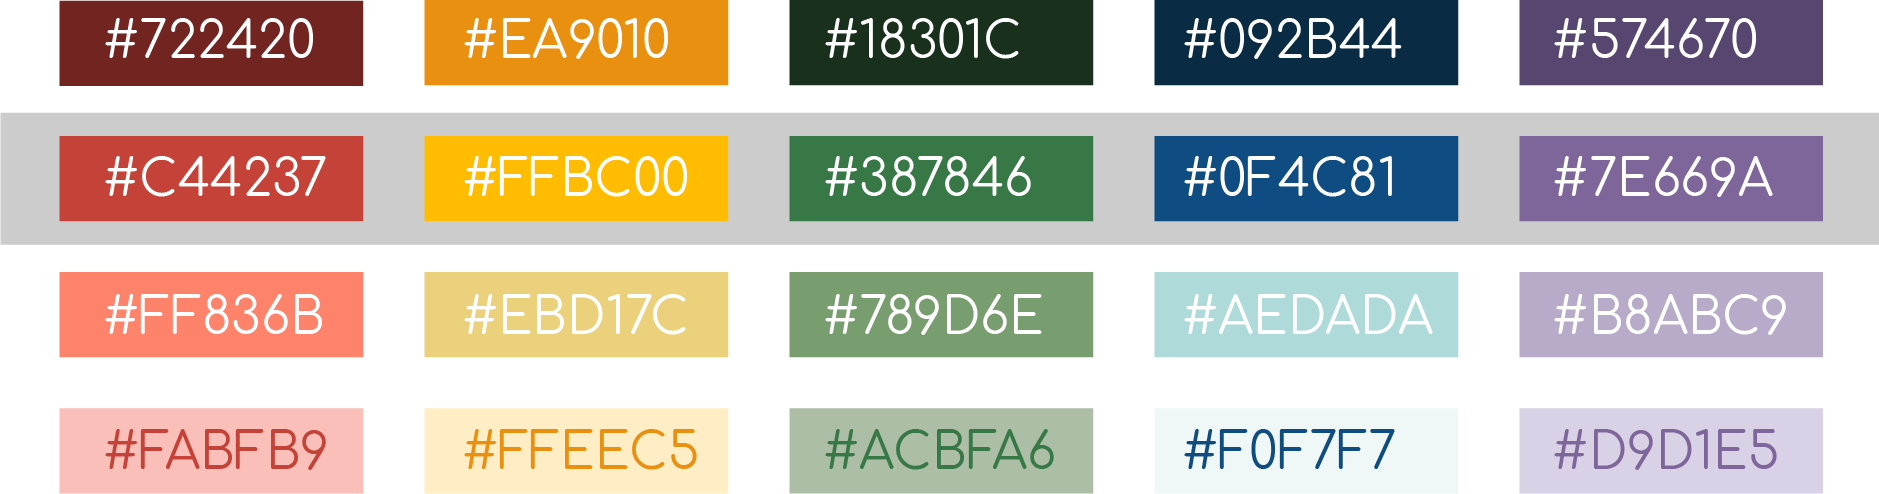 #722420 #EA9010 #18301C #092B44 #574670
#C44237 #FFBC00 #387846 #0F4C81 #7E669A
#FF836B #EBD17C #789D6E #AEDADA #B8ABC9
#FABFB9 #FFEEC5 #ACBFA6 #F0F7F7 #D9D1E5